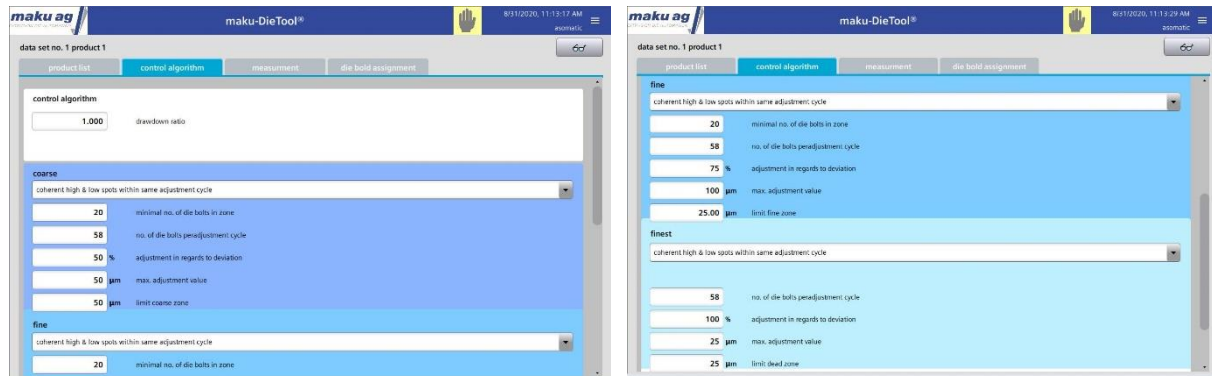 maku ag
maku-DieTool®
8/31/2020, 11:13:17 AM
asomatic
data set no. 1 product 1
product list control algorithm measurment die bold assignment
control algorithm
1.000 drawdown ratio
coarse
coherent high & low spots within same adjustment cycle
20 minimal no. of die bolts in zone
58 no. of die bolts peradjustment cycle
50 % adjustment in regards to deviation
50 µm max. adjustment value
50 µm limit coarse zone
fine
coherent high & low spots within same adjustment cycle
20 minimal no. of die bolts in zone
maku ag
maku-DieTool®
8/31/2020, 11:13:29 AM
asomatic
data set no. 1 product 1
product list control algorithm measurment die bold assignment
fine
coherent high & low spots within same adjustment cycle
20 minimal no. of die bolts in zone
58 no. of die bolts peradjustment cycle
75 % adjustment in regards to deviation
100 µm max. adjustment value
25.00 µm limit fine zone
finest
coherent high & low spots within same adjustment cycle
58 no. of die bolts peradjustment cycle
100 % adjustment in regards to deviation
25 µm max. adjustment value
25 µm limit dead zone